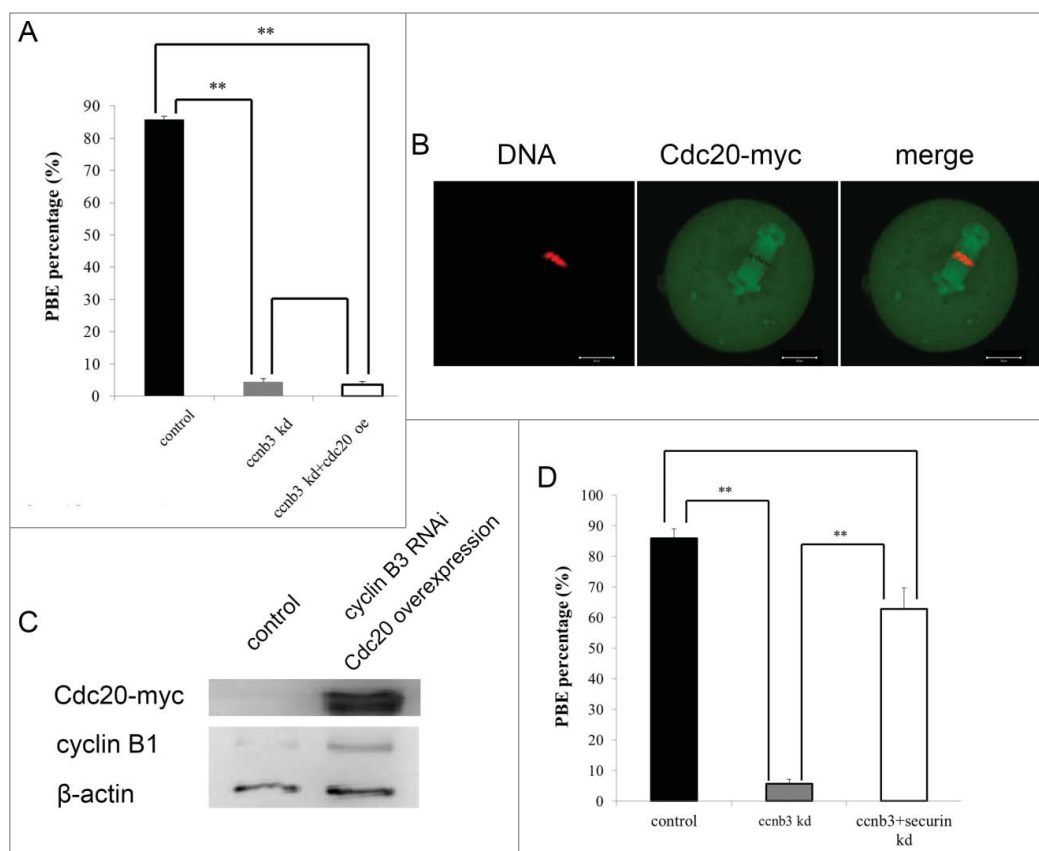 A
**
**
PBE percentage (%)
90
80
70
60
50
40
30
20
10
0
control
ccnb3 kd
ccnb3 kd+cdc20 oe
B
DNA
Cdc20-myc
merge
C
control
cyclin B3 RNAi
Cdc20 overexpression
Cdc20-myc
cyclin B1
β-actin
D
**
**
PBE percentage (%)
100
90
80
70
60
50
40
30
20
10
0
control
ccnb3 kd
ccnb3+securin
kd